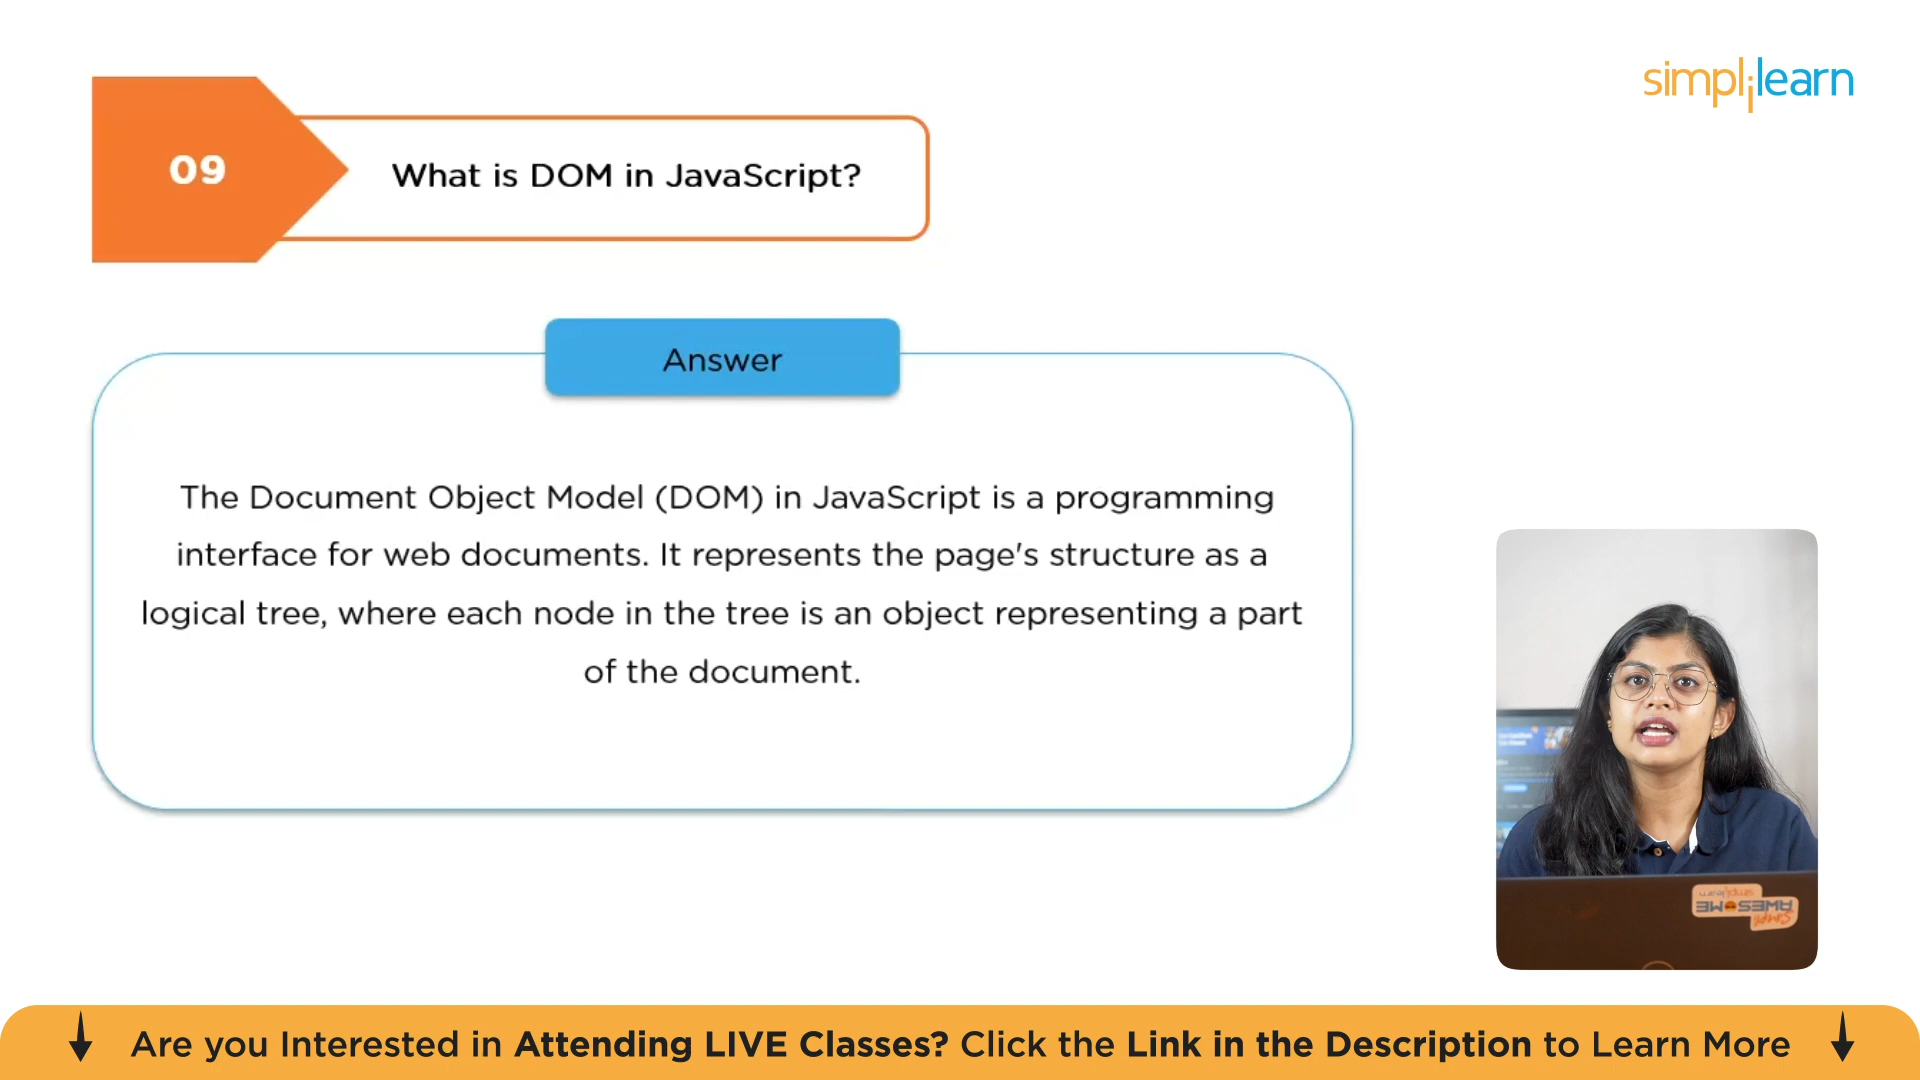 simplilearn
09
What is DOM in JavaScript?
Answer
The Document Object Model (DOM) in JavaScript is a programming
interface for web documents. It represents the page's structure as a
logical tree, where each node in the tree is an object representing a part
of the document.
simplilearn
AWESOME
Simpli
Are you Interested in Attending LIVE Classes? Click the Link in the Description to Learn More